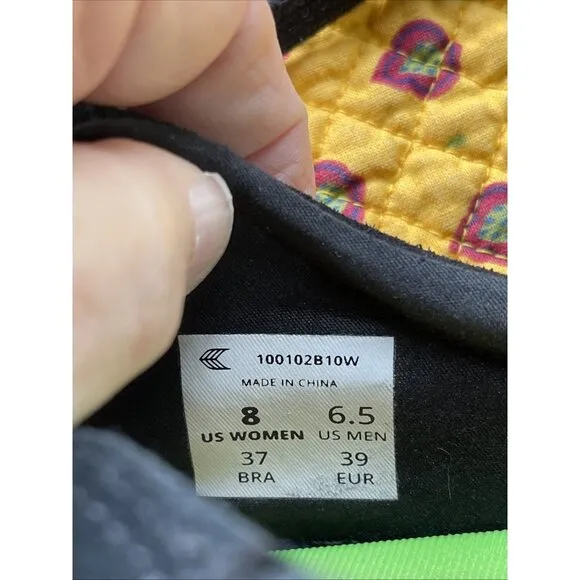 100102B10W
MADE IN CHINA
8 6.5
US WOMEN US MEN
37 39
BRA EUR